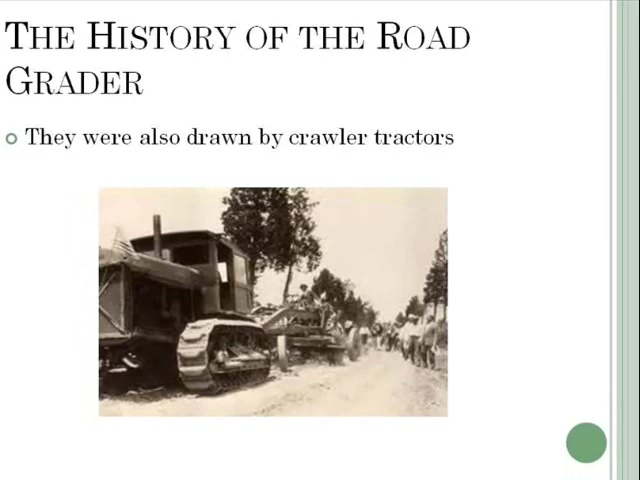 The History of the Road
Grader
They were also drawn by crawler tractors